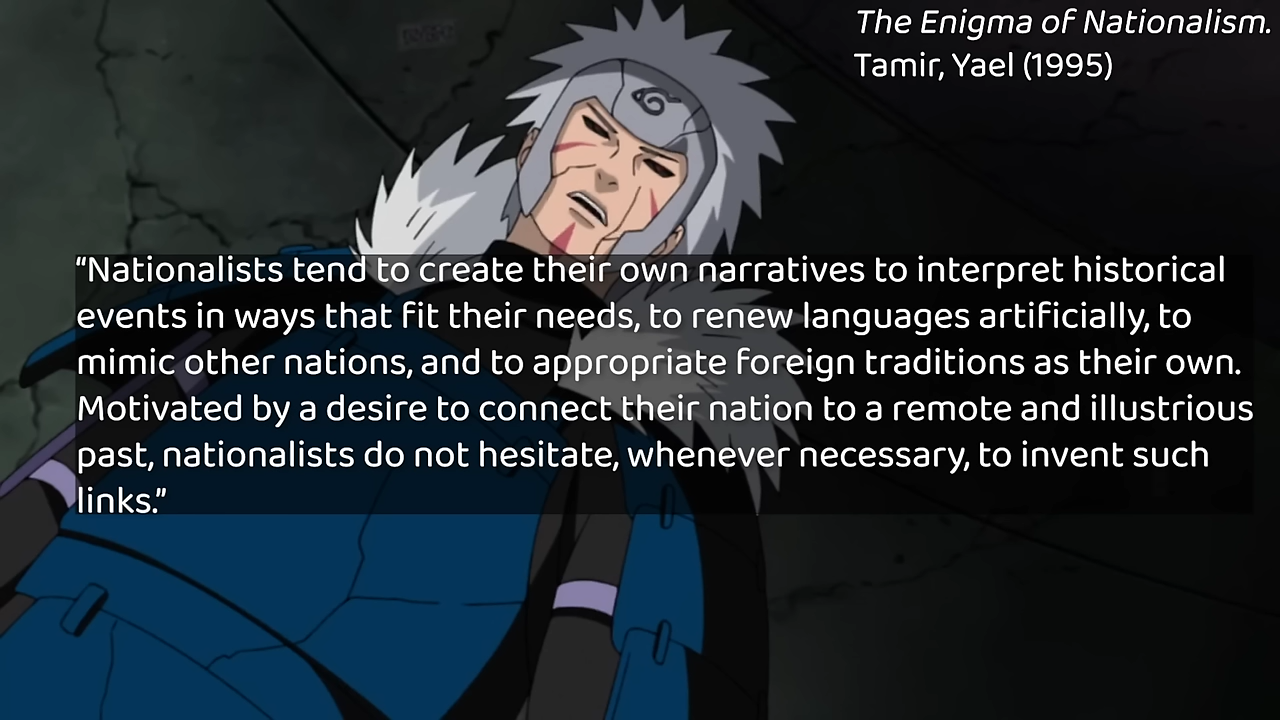 The Enigma of Nationalism.
Tamir, Yael (1995)
“Nationalists tend to create their own narratives to interpret historical
events in ways that fit their needs, to renew languages artificially, to
mimic other nations, and to appropriate foreign traditions as their own.
Motivated by a desire to connect their nation to a remote and illustrious
past, nationalists do not hesitate, whenever necessary, to invent such
links.”